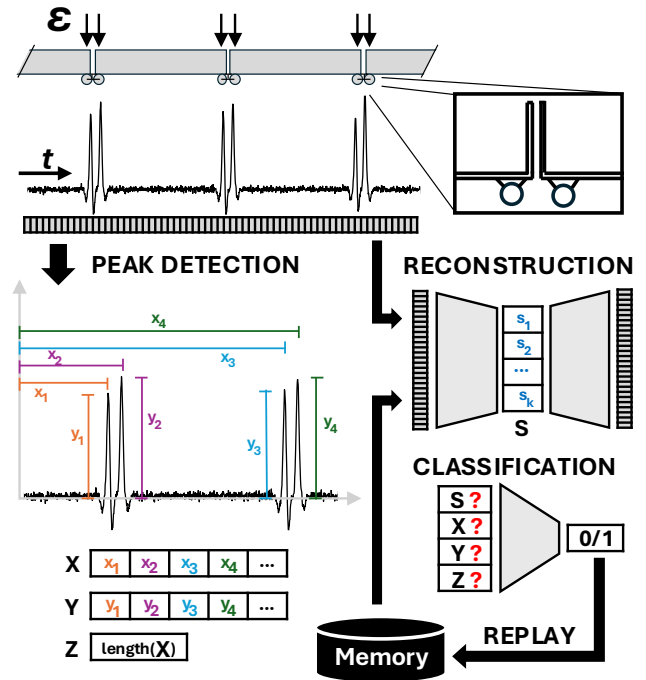 ε
t
PEAK DETECTION
RECONSTRUCTION
x4
x3
x2
x1
y1
y2
y3
y4
s1
s2
...
sk
S
CLASSIFICATION
S ?
X ?
Y ?
Z ?
0/1
X x1 x2 x3 x4 ...
Y y1 y2 y3 y4 ...
Z length(X)
REPLAY
Memory